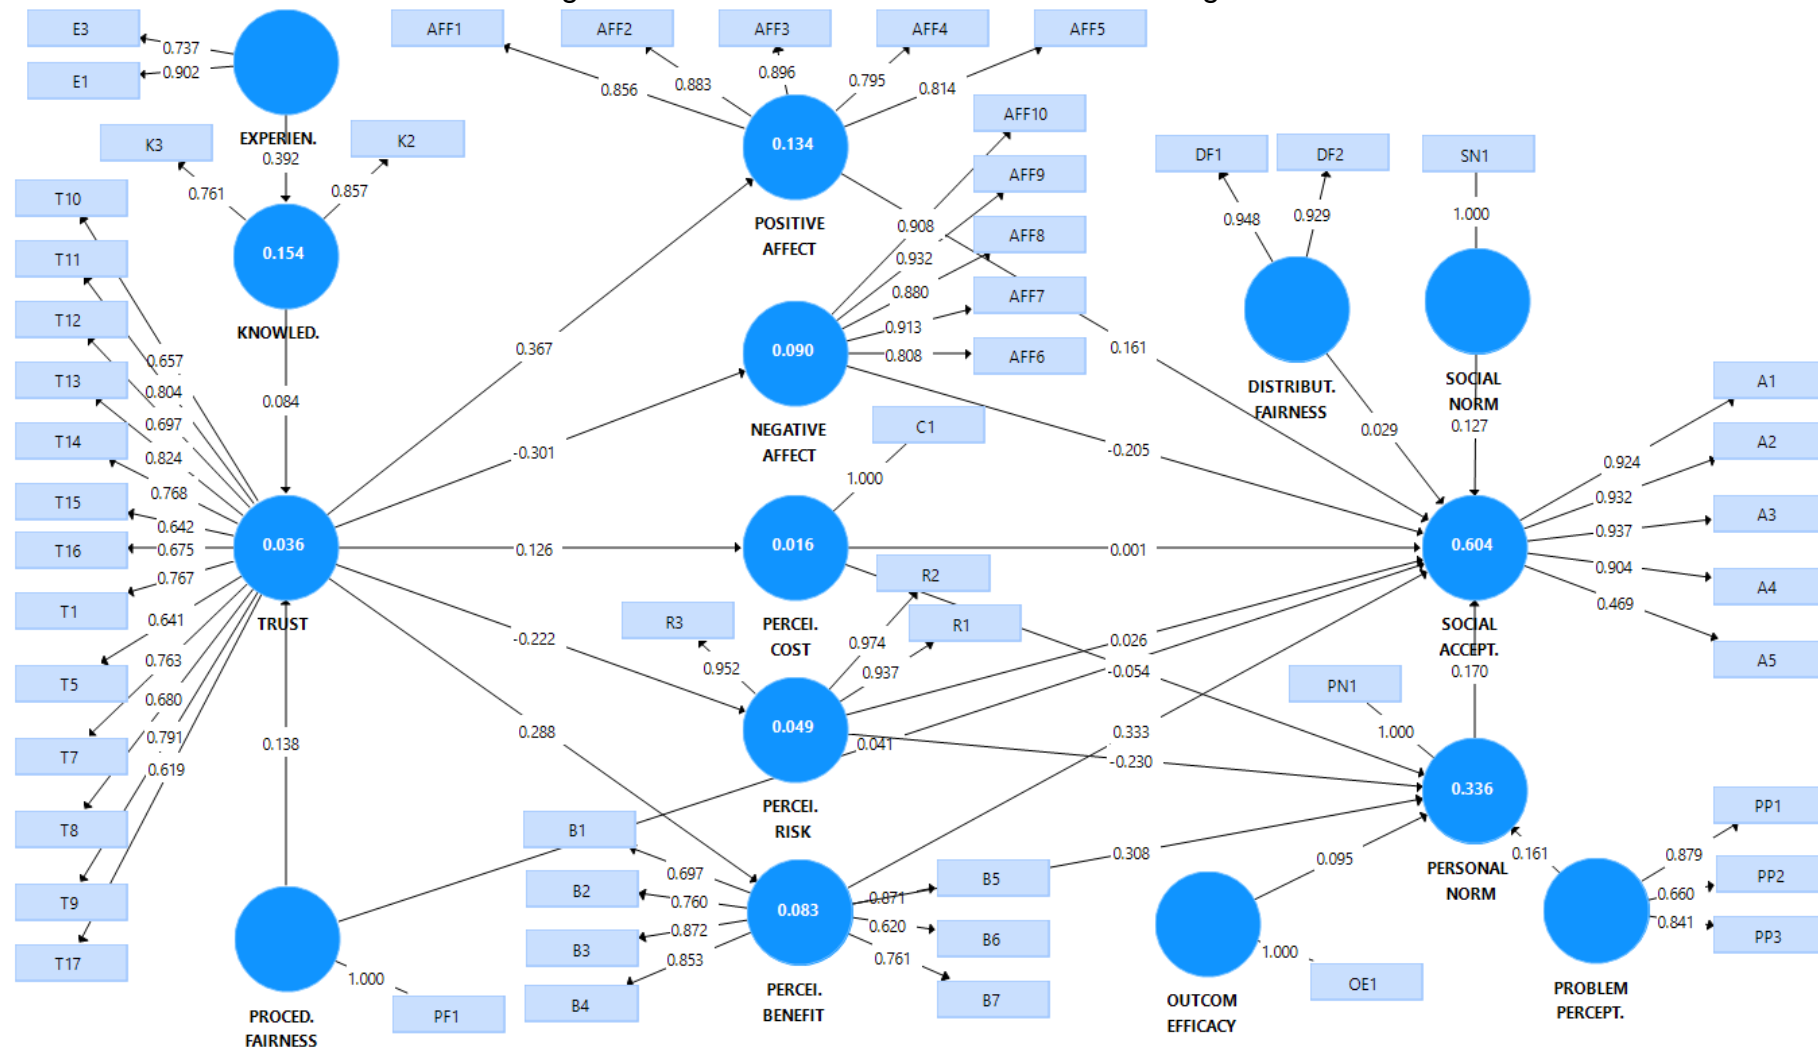 E3
AFF1
AFF2
AFF3
AFF4
AFF5
0.737
E1
0.902
0.856
0.883
0.896
0.795
0.814
AFF10
K3
EXPERIEN.
K2
0.392
0.134
DF1
DF2
SN1
AFF9
0.761
0.857
T10
POSITIVE
AFFECT
0.908
AFF8
0.948
0.929
1.000
T11
0.154
0.932
0.880
AFF7
T12
KNOWLED.
0.913
0.367
0.090
0.808
AFF6
0.161
0.657
T13
0.804
DISTRIBUT.
FAIRNESS
SOCIAL
NORM
A1
0.084
0.697
NEGATIVE
AFFECT
C1
0.029
0.127
T14
0.824
-0.301
-0.205
A2
0.924
0.768
1.000
0.932
T15
0.642
A3
0.937
T16
0.675
0.036
0.126
0.016
0.001
0.604
0.904
0.767
R2
A4
0.469
T1
0.641
TRUST
R3
PERCEI.
COST
R1
SOCIAL
ACCEPT.
-0.222
0.974
0.026
0.763
0.952
0.937
-0.054
0.170
A5
T5
0.680
PN1
0.791
0.138
0.288
0.049
0.041
0.333
1.000
T7
0.619
-0.230
0.336
PERCEI.
RISK
PP1
T8
B1
0.308
0.095
PERSONAL
NORM
0.161
0.879
0.697
B5
PP2
B2
0.760
0.871
0.660
T9
0.083
0.620
0.841
0.872
B6
PP3
B3
0.853
0.761
1.000
T17
1.000
PERCEI.
BENEFIT
OE1
B4
B7
OUTCOM
EFFICACY
PROBLEM
PERCEPT.
PROCED.
FAIRNESS
PF1